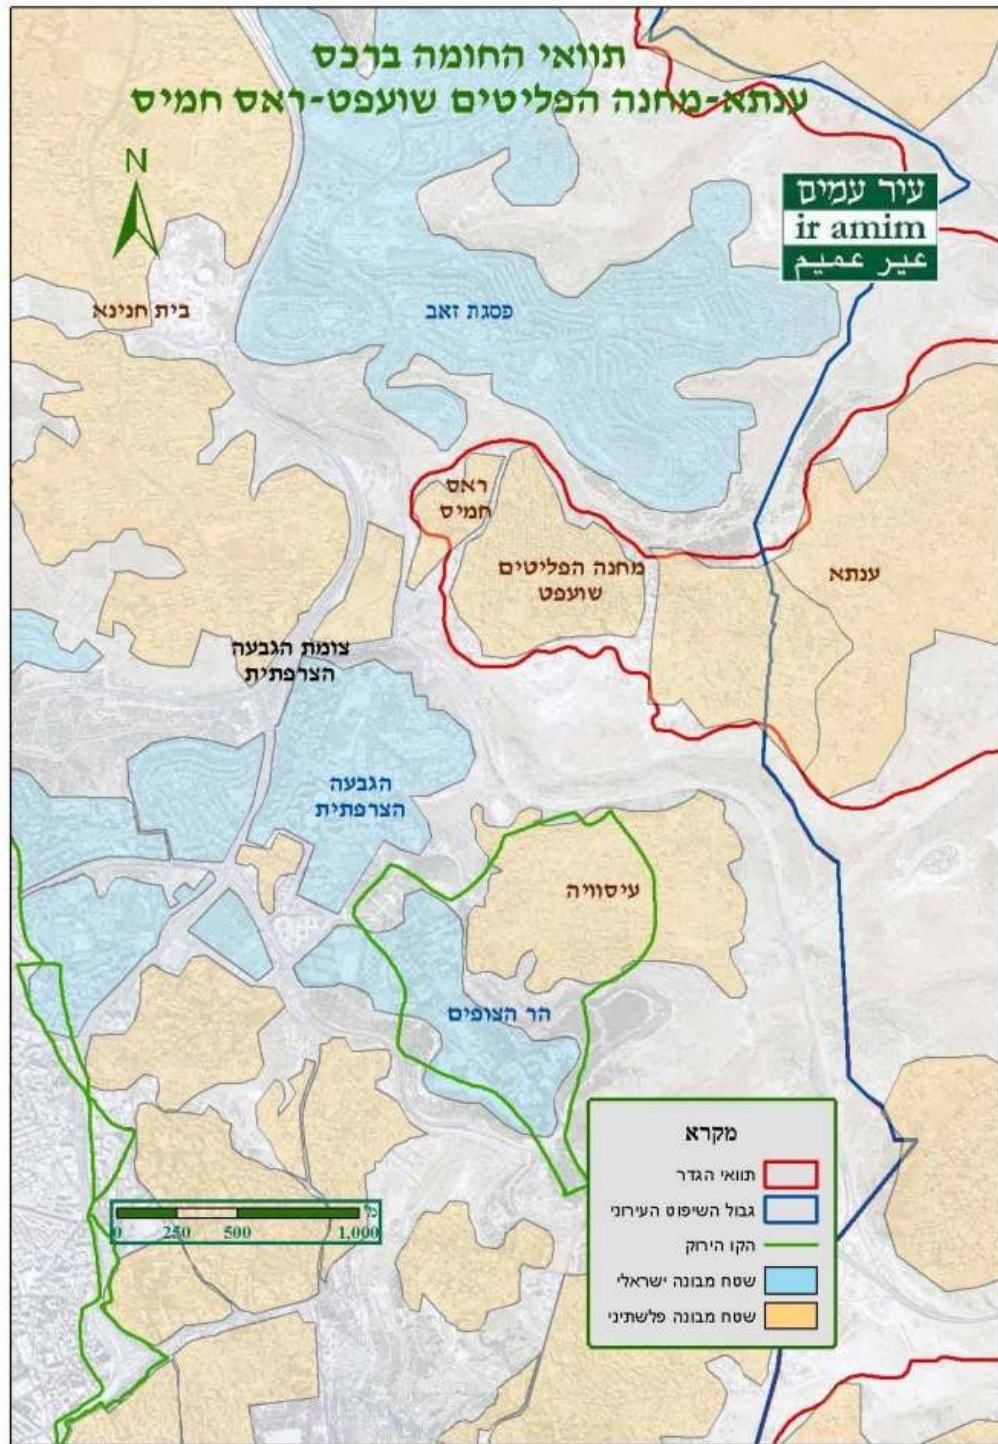 תוואי החומה ברכס
ענתא-מחנה הפליטים שועפט-ראס חמיס
N
עיר עמים
ir amim
عير عميم
בית חנינא
פסגת זאב
ראס
חמיס
מחנה הפליטים
שועפט
ענתא
צומת הגבעה
הצרפתית
הגבעה
הצרפתית
עיסוויה
הר הצופים
מקרא
תוואי הגדר
גבול השיפוט העירוני
הקו הירוק
שטח מבונה ישראלי
שטח מבונה פלשתיני
מ'
0 250 500 1,000